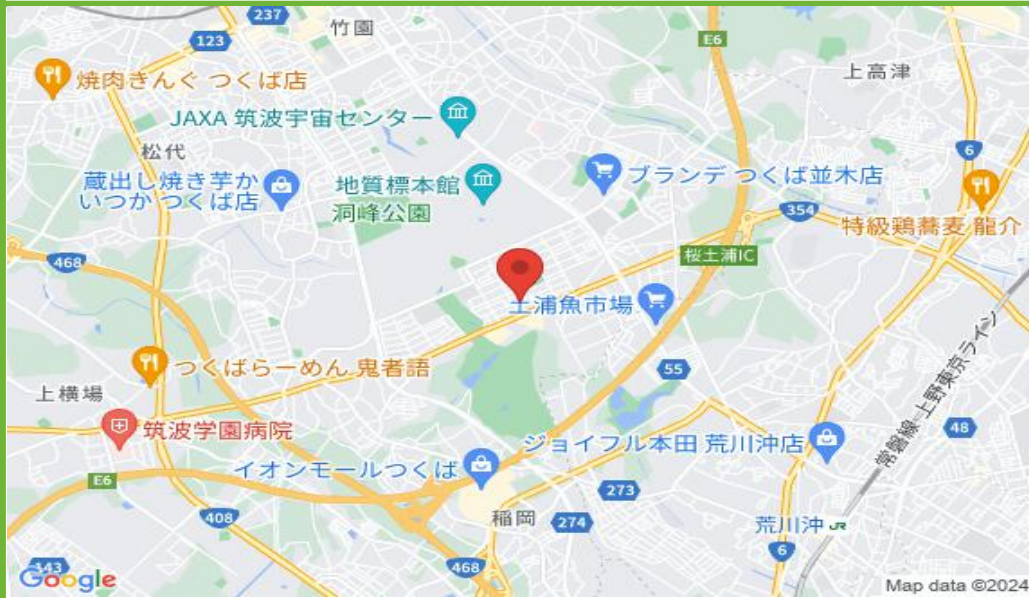 237
竹園
123
E6
上高津
焼肉きんぐ つくば店
JAXA 筑波宇宙センター
松代
6
蔵出し焼き芋か
いつか つくば店
地質標本館
洞峰公園
ブランデ つくば並木店
354
特級鶏蕎麦 龍介
468
桜土浦IC
土浦魚市場
つくばらーめん 鬼者語
55
上横場
筑波学園病院
常磐線-上野東京ライン
48
ジョイフル本田 荒川沖店
イオンモールつくば
E6
273
408
稲岡
274
荒川沖 JR
6
343
468
Google
Map data ©2024